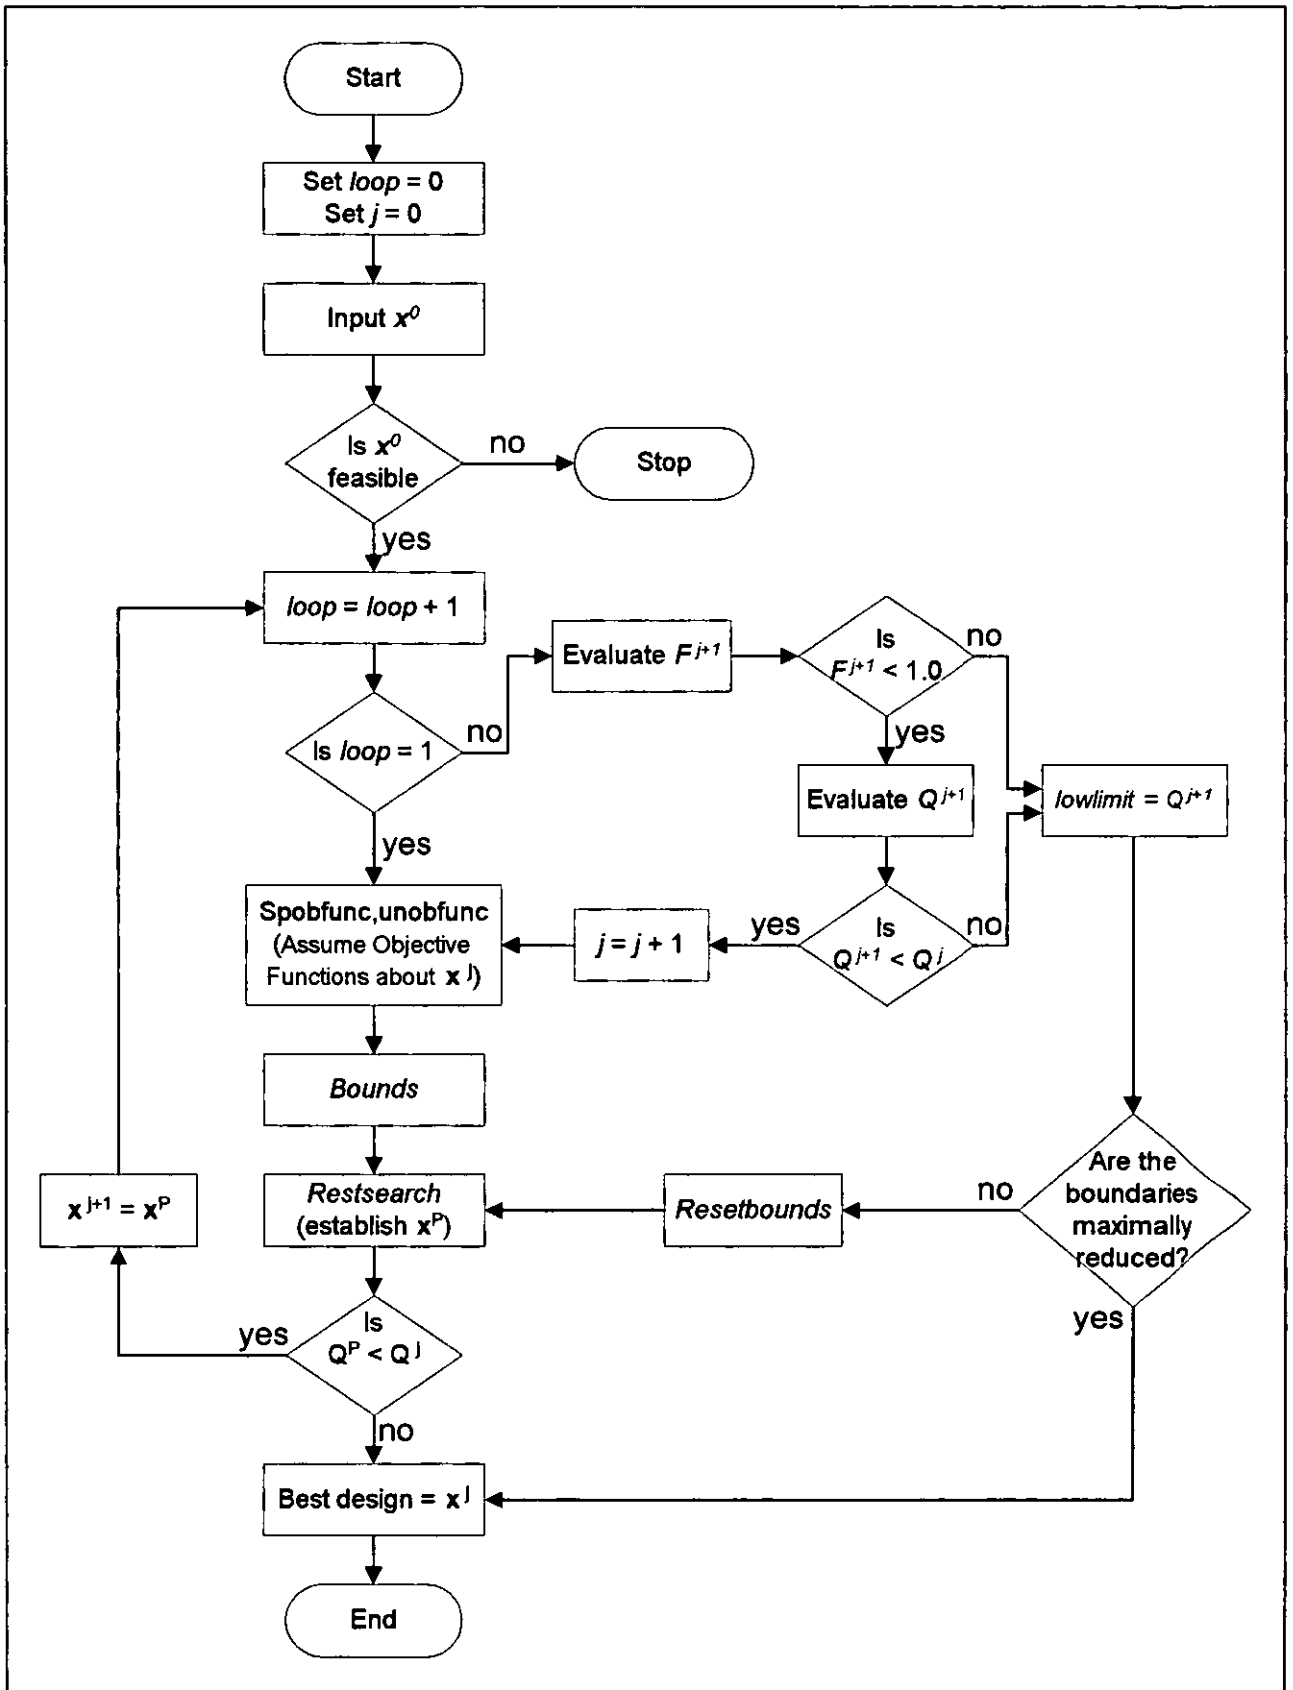 Start
Set loop = 0
Set j = 0
Input x⁰
Is x⁰
feasible
no
Stop
yes
loop = loop + 1
Is loop = 1
no
Evaluate F^j+1
Is
F^j+1 < 1.0
no
yes
Evaluate Q^j+1
lowlimit = Q^j+1
Is
Q^j+1 < Q^j
no
yes
j = j + 1
yes
Spobfunc,unobfunc
(Assume Objective
Functions about x^j)
Bounds
Restsearch
(establish x^P)
Resetbounds
no
Are the
boundaries
maximally
reduced?
yes
x^j+1 = x^P
yes
Is
Q^P < Q^j
no
Best design = x^j
End